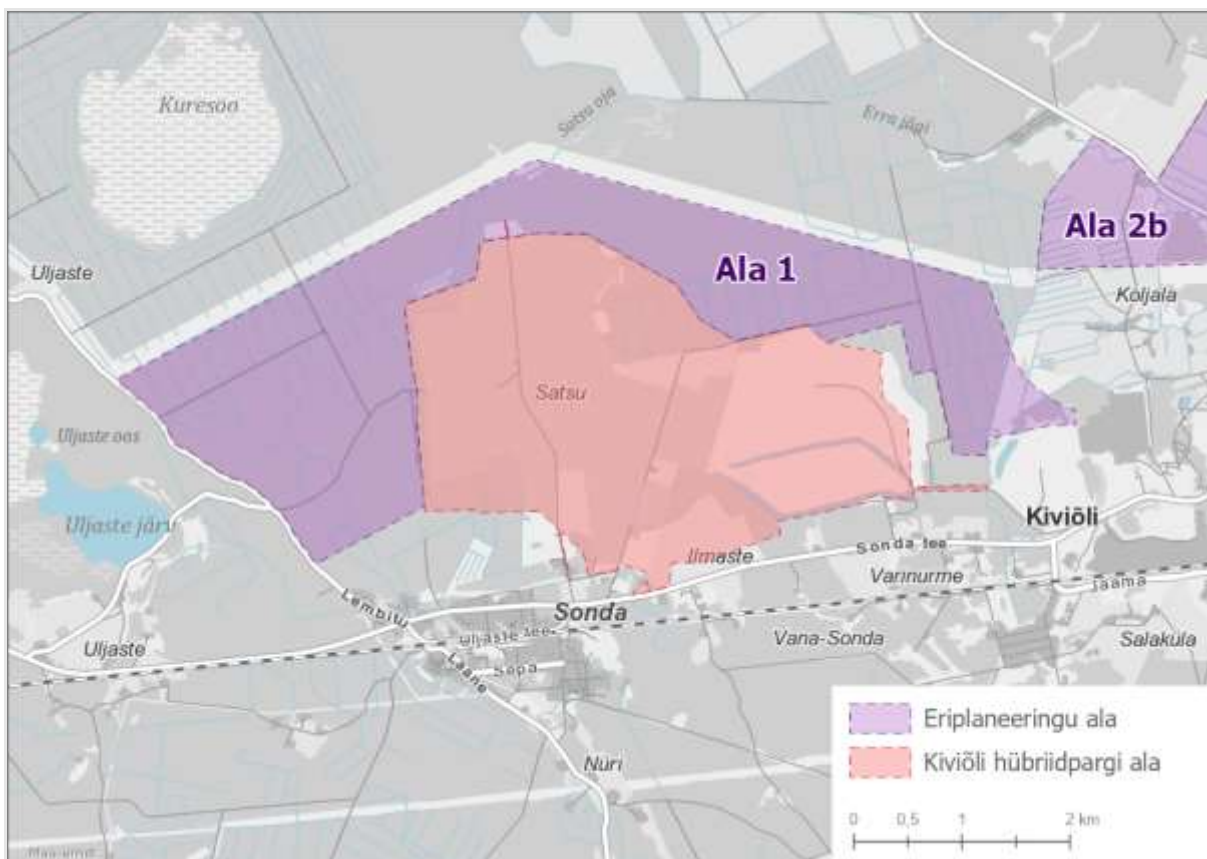 Kuresoo
Satsu oja
Erra jõgi
Ala 2b
Uljaste
Ala 1
Koljala
Satsu
Uljaste oos
Uljaste järv
Kiviõli
Sonda tee
Ilmaste
Varinurme
Jaama
Lembitu
Sonda
Uljaste tee
Vana-Sonda
Salaküla
Uljaste
Sepa
Lääne
Nüri
Eriplaneeringu ala
Kiviõli hübriidpargi ala
0 0,5 1 2 km